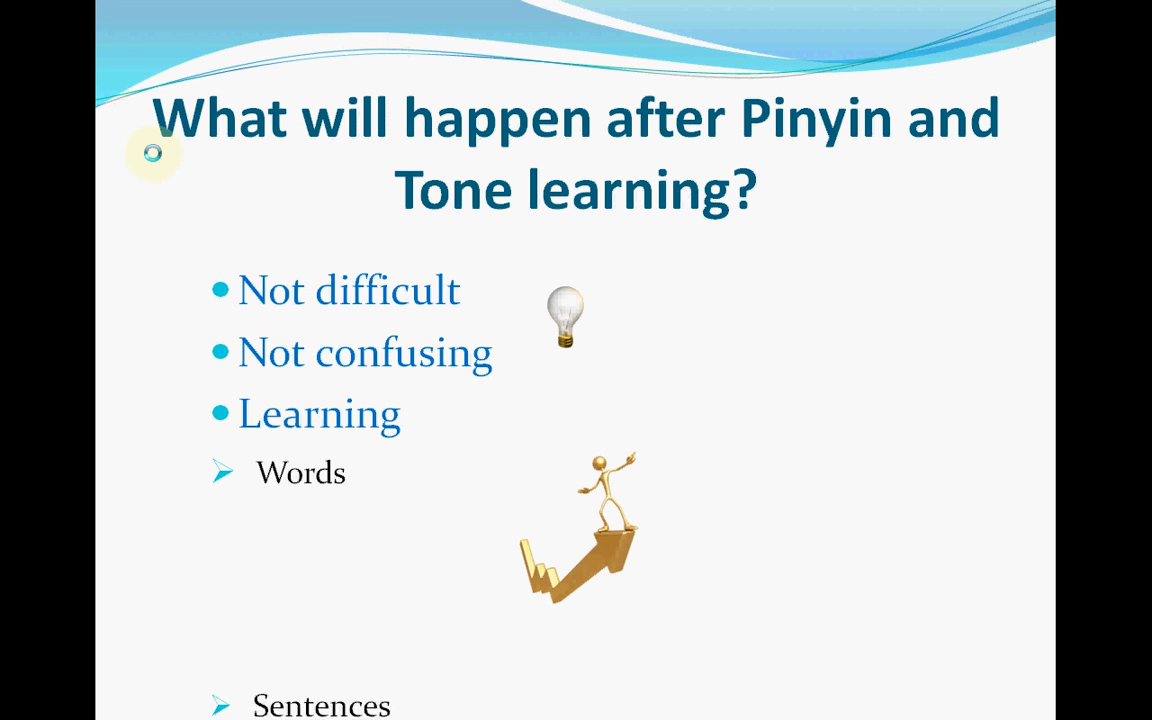 What will happen after Pinyin and
Tone learning?
Not difficult
Not confusing
Learning
Words
Sentences